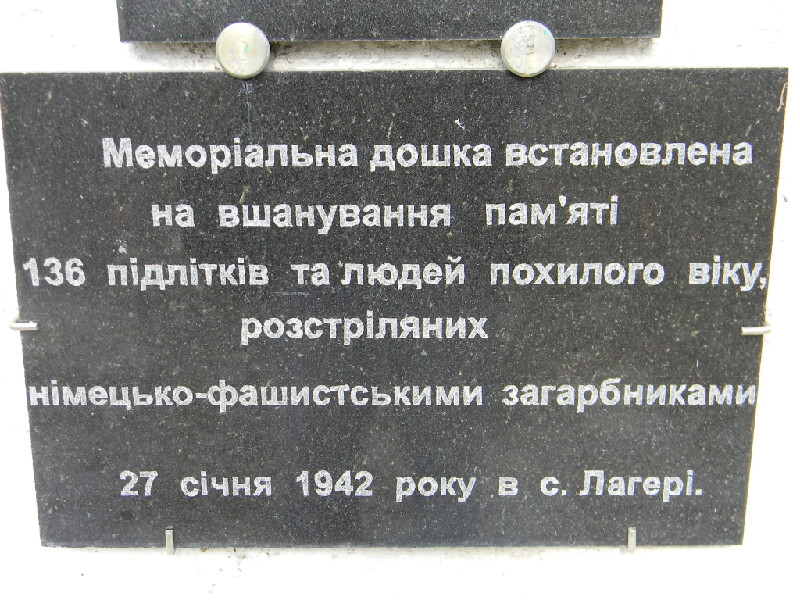 Меморіальна дошка встановлена
на вшанування пам'яті
136 підлітків та людей похилого віку,
розстріляних
німецько-фашистськими загарбниками
27 січня 1942 року в с. Лагері.